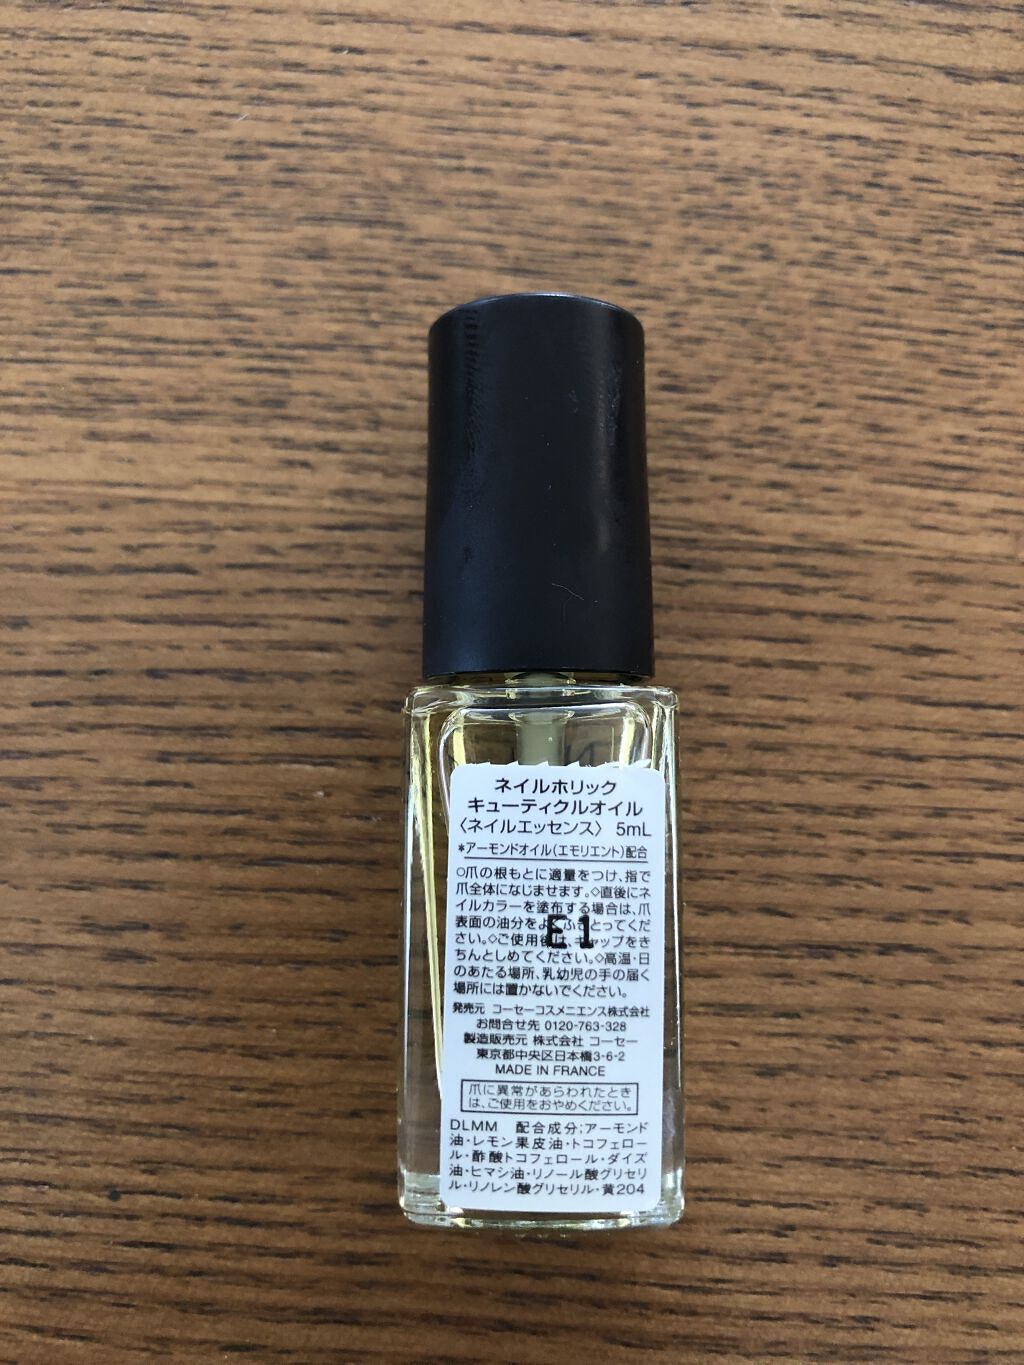 ネイルホリック
キューティクルオイル
〈ネイルエッセンス〉 5mL
*アーモンドオイル(エモリエント)配合
○爪の根もとに適量をつけ、指で
爪全体になじませます。◇直後にネ
イルカラーを塗布する場合は、爪
表面の油分をよくふきとってくだ
さい。◇ご使用後は、キャップをき
ちんとしめてください。◇高温・日
のあたる場所、乳幼児の手の届く
場所には置かないでください。
E1
発売元 コーセーコスメニエンス株式会社
お問合せ先 0120-763-328
製造販売元 株式会社 コーセー
東京都中央区日本橋3-6-2
MADE IN FRANCE
爪に異常があらわれたとき
は、ご使用をおやめください。
DLMM 配合成分;アーモンド
油・レモン果皮油・トコフェロー
ル・酢酸トコフェロール・ダイズ
油・ヒマシ油・リノール酸グリセリ
ル・リノレン酸グリセリル・黄204